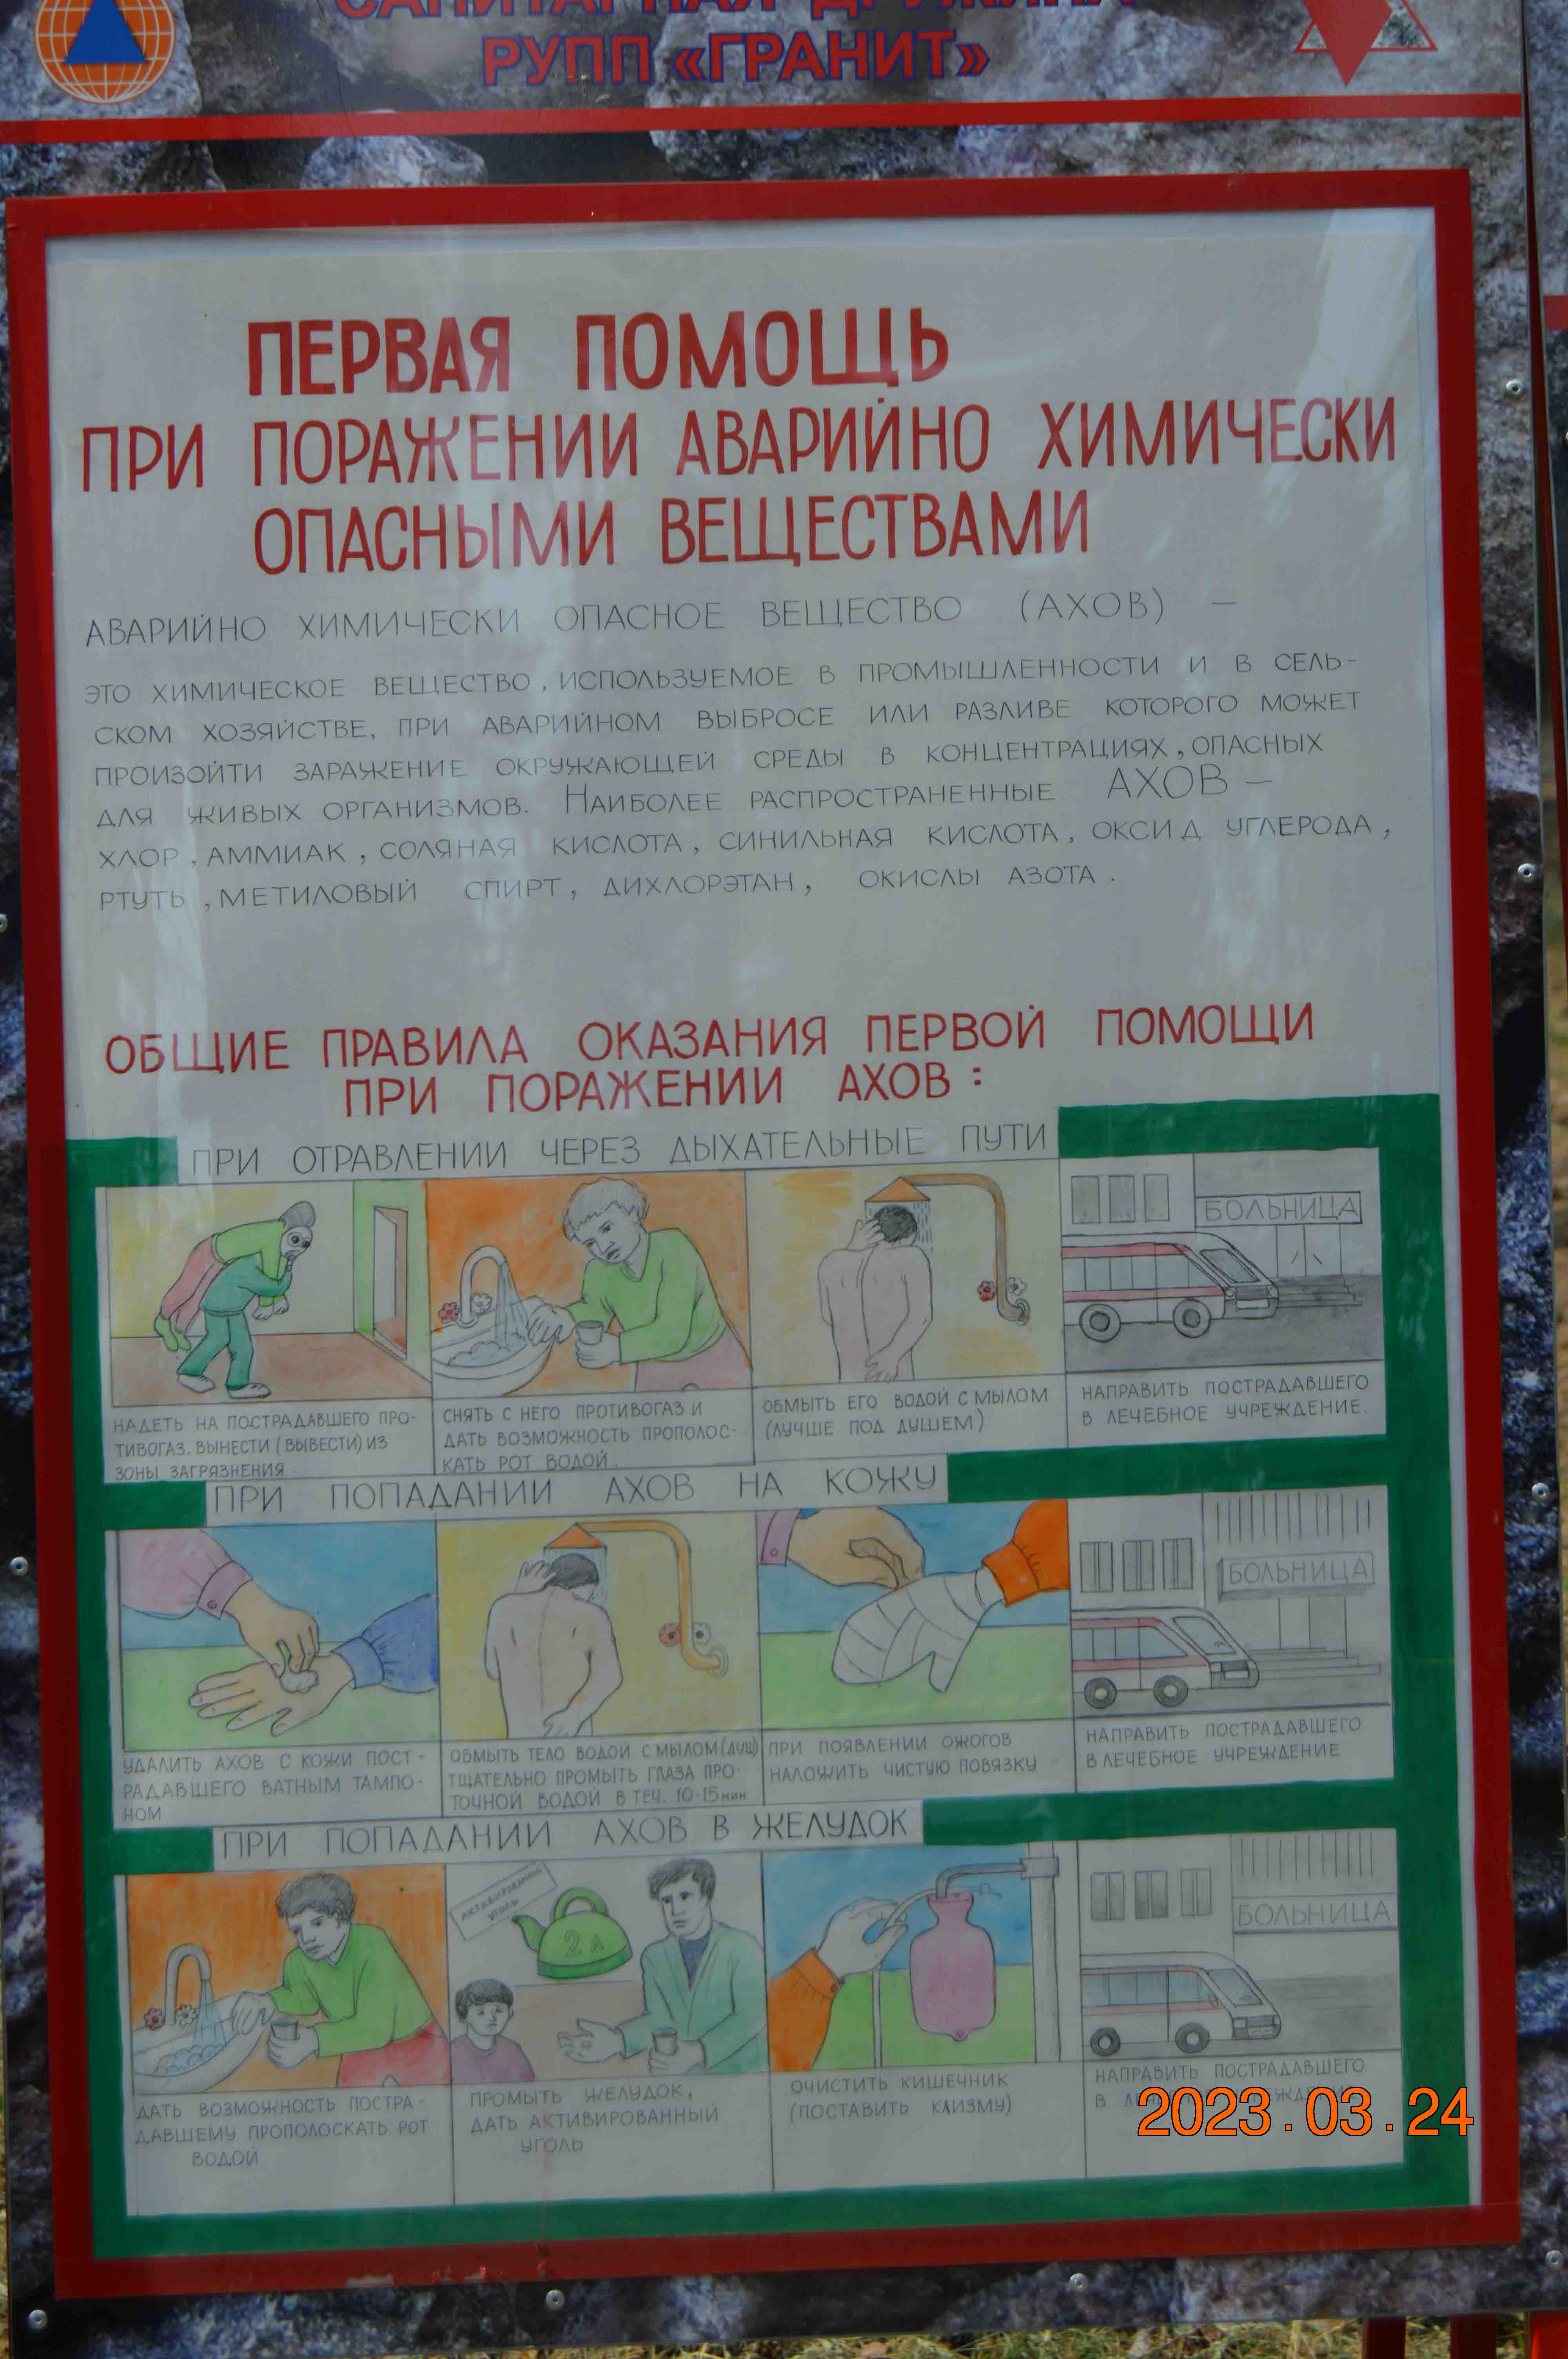 САНИТАРНАЯ ДРУЖИНА
РУПП «ГРАНИТ»
ПЕРВАЯ ПОМОЩЬ
ПРИ ПОРАЖЕНИИ АВАРИЙНО ХИМИЧЕСКИ
ОПАСНЫМИ ВЕЩЕСТВАМИ
АВАРИЙНО ХИМИЧЕСКИ ОПАСНОЕ ВЕЩЕСТВО (АХОВ) –
ЭТО ХИМИЧЕСКОЕ ВЕЩЕСТВО, ИСПОЛЬЗУЕМОЕ В ПРОМЫШЛЕННОСТИ И В СЕЛЬ-
СКОМ ХОЗЯЙСТВЕ, ПРИ АВАРИЙНОМ ВЫБРОСЕ ИЛИ РАЗЛИВЕ КОТОРОГО МОЖЕТ
ПРОИЗОЙТИ ЗАРАЖЕНИЕ ОКРУЖАЮЩЕЙ СРЕДЫ В КОНЦЕНТРАЦИЯХ, ОПАСНЫХ
ДЛЯ ЖИВЫХ ОРГАНИЗМОВ. НАИБОЛЕЕ РАСПРОСТРАНЕННЫЕ АХОВ –
ХЛОР, АММИАК, СОЛЯНАЯ КИСЛОТА, СИНИЛЬНАЯ КИСЛОТА, ОКСИД УГЛЕРОДА,
РТУТЬ, МЕТИЛОВЫЙ СПИРТ, ДИХЛОРЭТАН, ОКИСЛЫ АЗОТА.
ОБЩИЕ ПРАВИЛА ОКАЗАНИЯ ПЕРВОЙ ПОМОЩИ
ПРИ ПОРАЖЕНИИ АХОВ:
ПРИ ОТРАВЛЕНИИ ЧЕРЕЗ ДЫХАТЕЛЬНЫЕ ПУТИ
БОЛЬНИЦА
НАДЕТЬ НА ПОСТРАДАВШЕГО ПРО-
ТИВОГАЗ. ВЫНЕСТИ (ВЫВЕСТИ) ИЗ
ЗОНЫ ЗАГРЯЗНЕНИЯ
СНЯТЬ С НЕГО ПРОТИВОГАЗ И
ДАТЬ ВОЗМОЖНОСТЬ ПРОПОЛОС-
КАТЬ РОТ ВОДОЙ.
ОБМЫТЬ ЕГО ВОДОЙ С МЫЛОМ
(ЛУЧШЕ ПОД ДУШЕМ)
НАПРАВИТЬ ПОСТРАДАВШЕГО
В ЛЕЧЕБНОЕ УЧРЕЖДЕНИЕ.
ПРИ ПОПАДАНИИ АХОВ НА КОЖУ
БОЛЬНИЦА
УДАЛИТЬ АХОВ С КОЖИ ПОСТ-
РАДАВШЕГО ВАТНЫМ ТАМПО-
НОМ
ОБМЫТЬ ТЕЛО ВОДОЙ С МЫЛОМ (ДУШ)
ТЩАТЕЛЬНО ПРОМЫТЬ ГЛАЗА ПРО-
ТОЧНОЙ ВОДОЙ В ТЕЧ. 10-15 мин
ПРИ ПОЯВЛЕНИИ ОЖОГОВ
НАЛОЖИТЬ ЧИСТУЮ ПОВЯЗКУ
НАПРАВИТЬ ПОСТРАДАВШЕГО
В ЛЕЧЕБНОЕ УЧРЕЖДЕНИЕ
ПРИ ПОПАДАНИИ АХОВ В ЖЕЛУДОК
АКТИВИРОВАННЫЙ
УГОЛЬ
2А
БОЛЬНИЦА
ДАТЬ ВОЗМОЖНОСТЬ ПОСТРА-
ДАВШЕМУ ПРОПОЛОСКАТЬ РОТ
ВОДОЙ
ПРОМЫТЬ ЖЕЛУДОК,
ДАТЬ АКТИВИРОВАННЫЙ
УГОЛЬ
ОЧИСТИТЬ КИШЕЧНИК
(ПОСТАВИТЬ КЛИЗМУ)
НАПРАВИТЬ ПОСТРАДАВШЕГО
В
2023.03.24